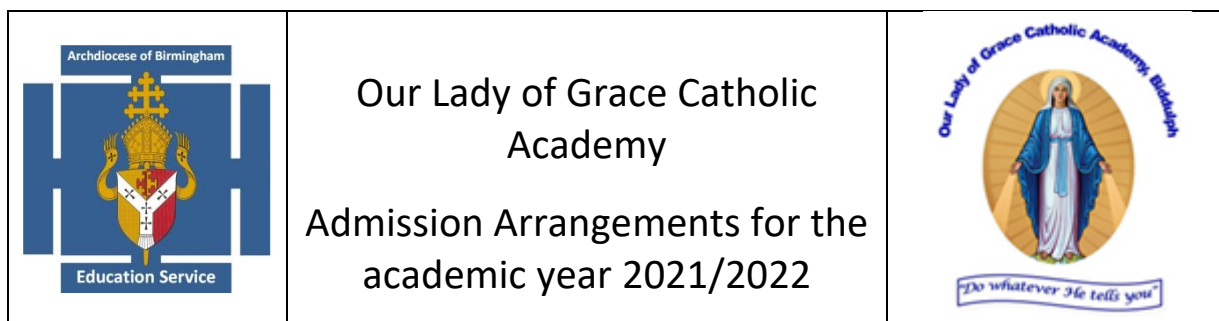 Archdiocese of Birmingham
Education Service
Our Lady of Grace Catholic
Academy
Admission Arrangements for the
academic year 2021/2022
Our Lady of Grace Catholic Academy, Biddulph
"Do whatever He tells you"